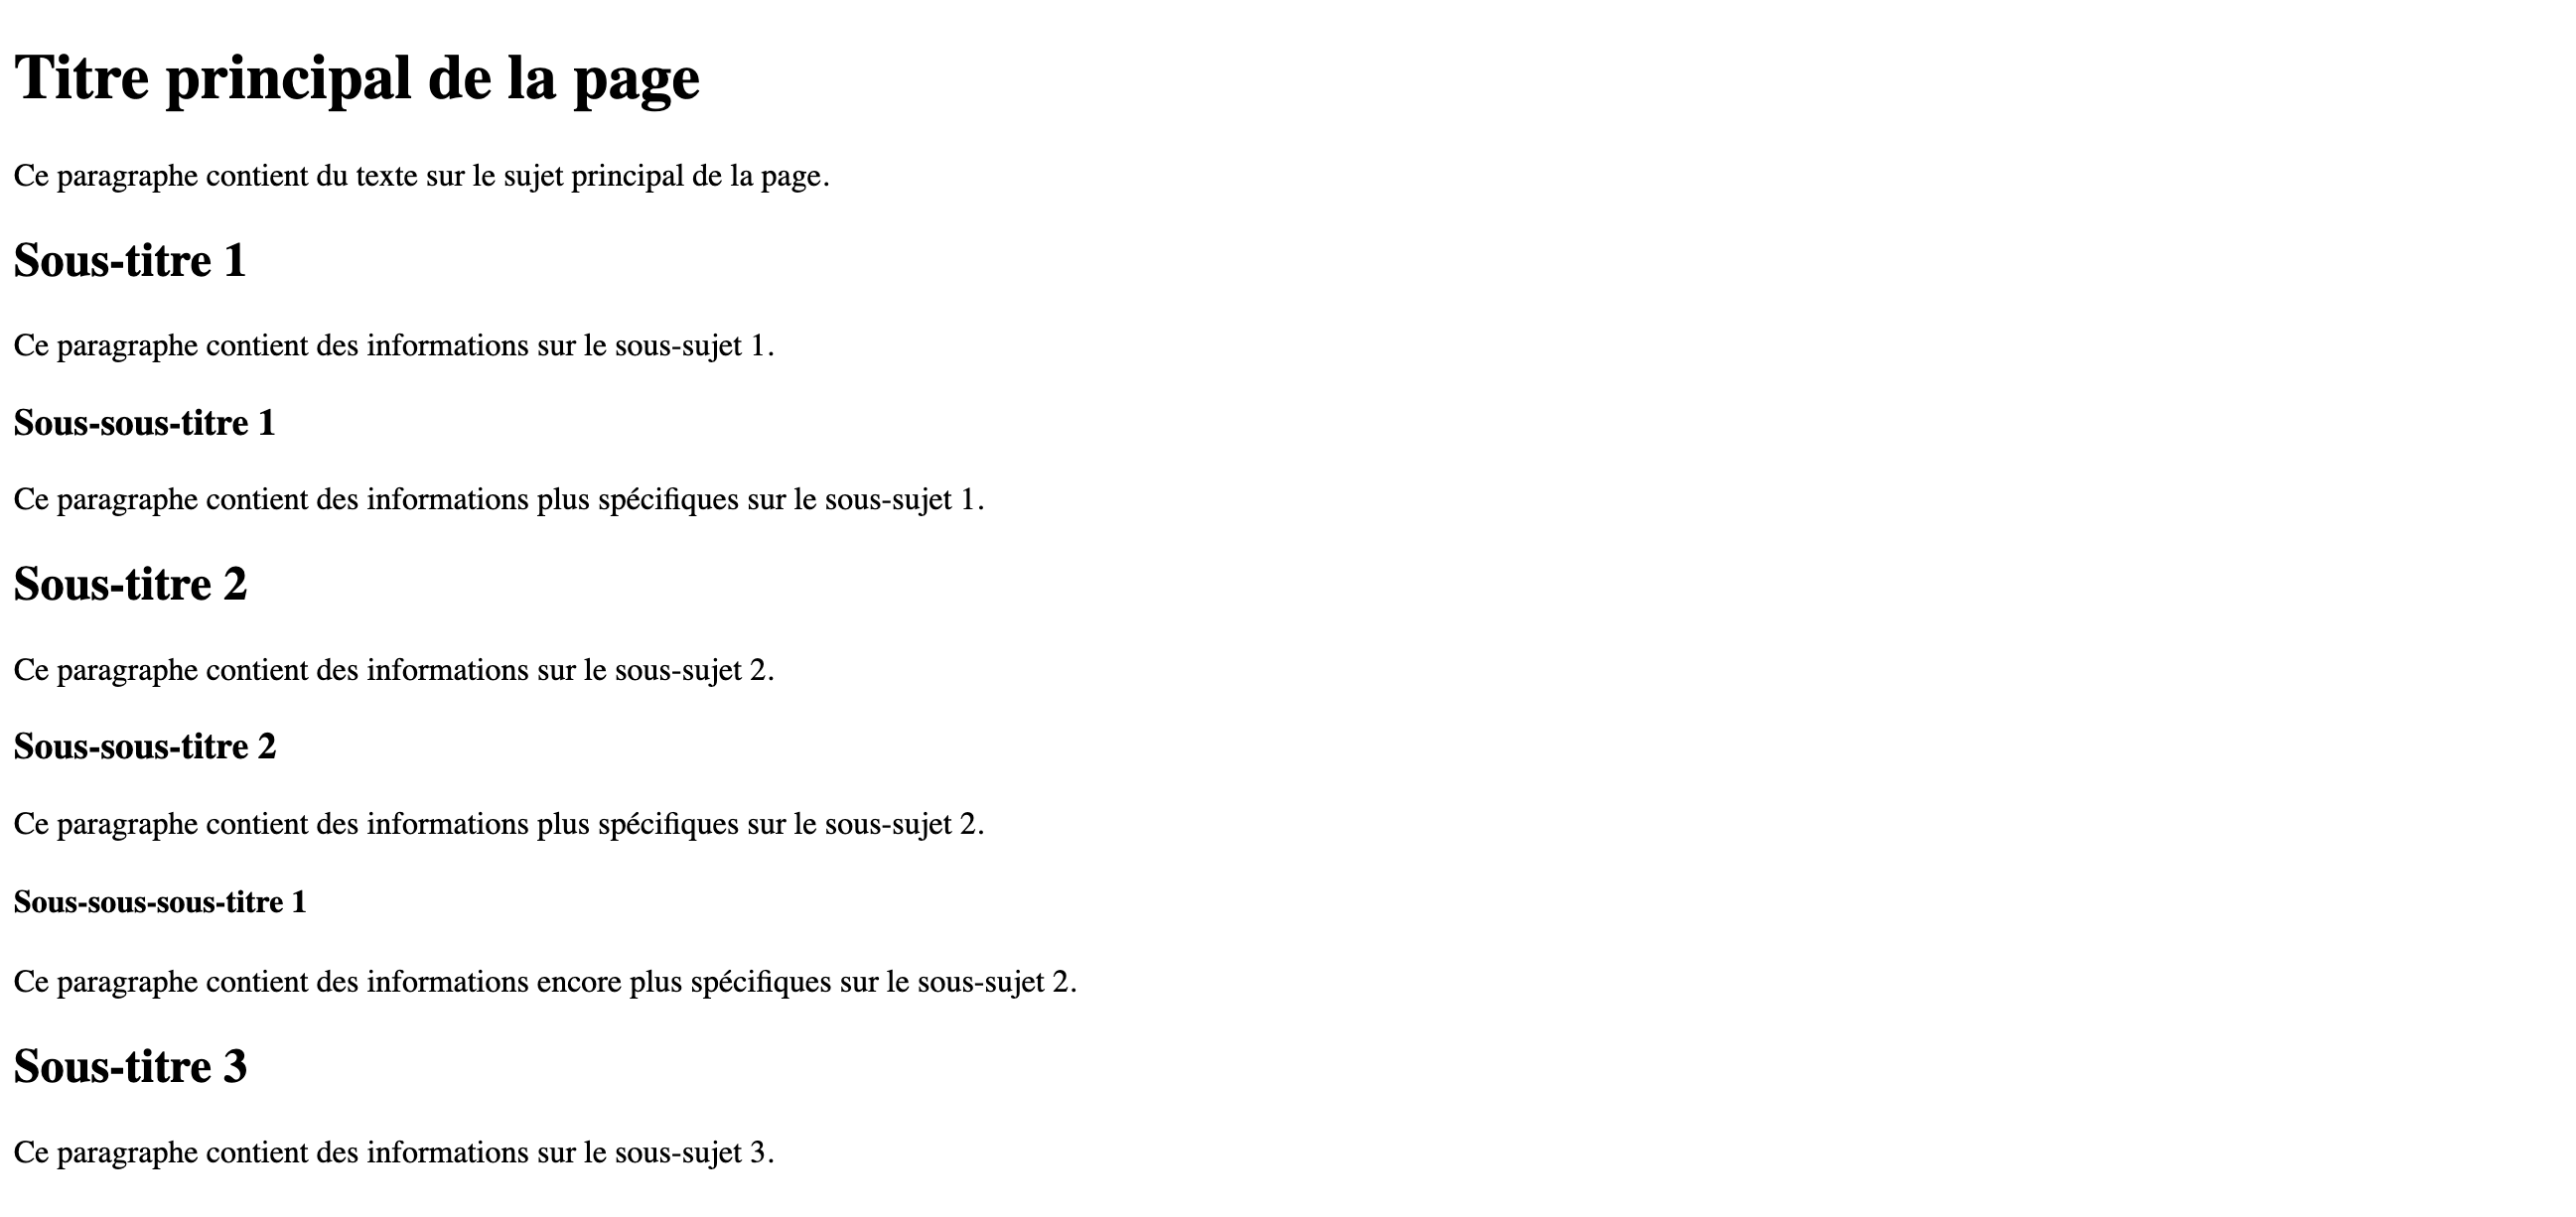 Titre principal de la page
Ce paragraphe contient du texte sur le sujet principal de la page.
Sous-titre 1
Ce paragraphe contient des informations sur le sous-sujet 1.
Sous-sous-titre 1
Ce paragraphe contient des informations plus spécifiques sur le sous-sujet 1.
Sous-titre 2
Ce paragraphe contient des informations sur le sous-sujet 2.
Sous-sous-titre 2
Ce paragraphe contient des informations plus spécifiques sur le sous-sujet 2.
Sous-sous-sous-titre 1
Ce paragraphe contient des informations encore plus spécifiques sur le sous-sujet 2.
Sous-titre 3
Ce paragraphe contient des informations sur le sous-sujet 3.